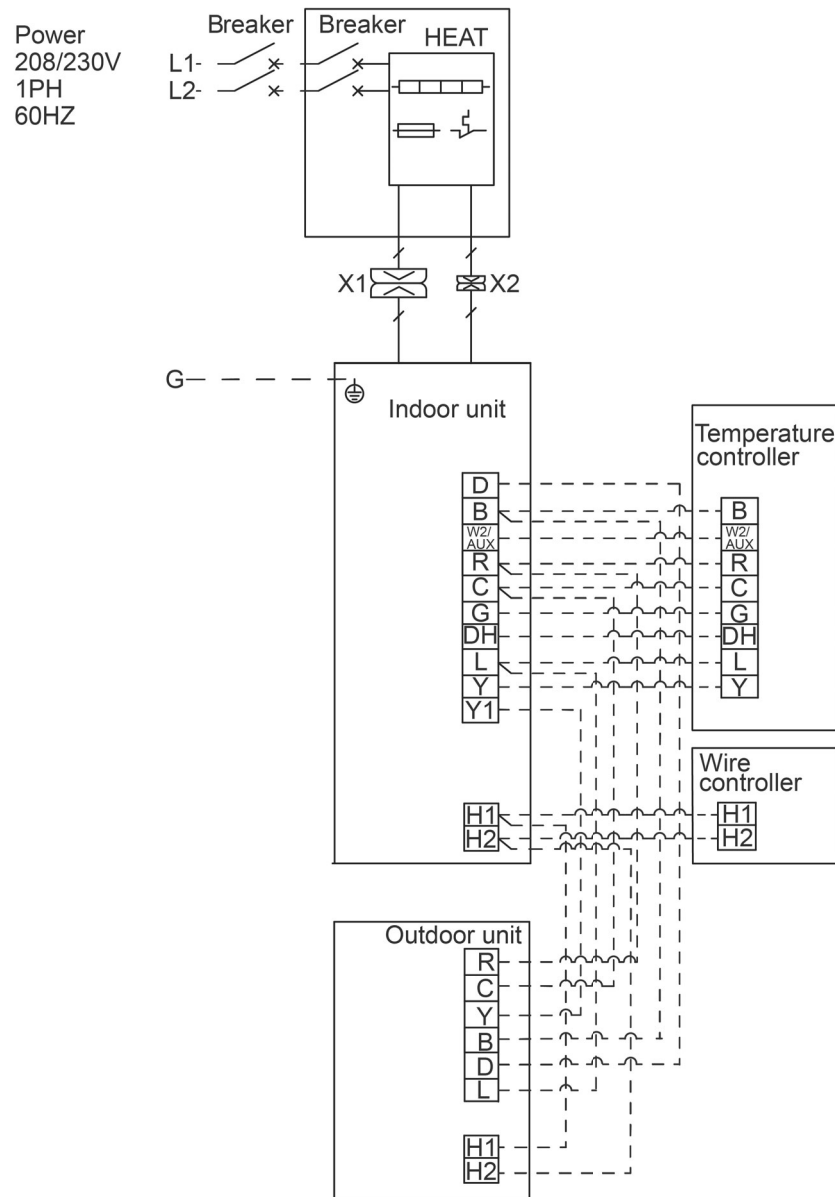 Power
208/230V
1PH
60HZ
Breaker
Breaker
HEAT
L1-
L2-
X1
X2
G
Indoor unit
D
B
W2/
AUX
R
C
G
DH
L
Y
Y1
H1
H2
Temperature
controller
B
W2/
AUX
R
C
G
DH
L
Y
Wire
controller
H1
H2
Outdoor unit
R
C
Y
B
D
L
H1
H2